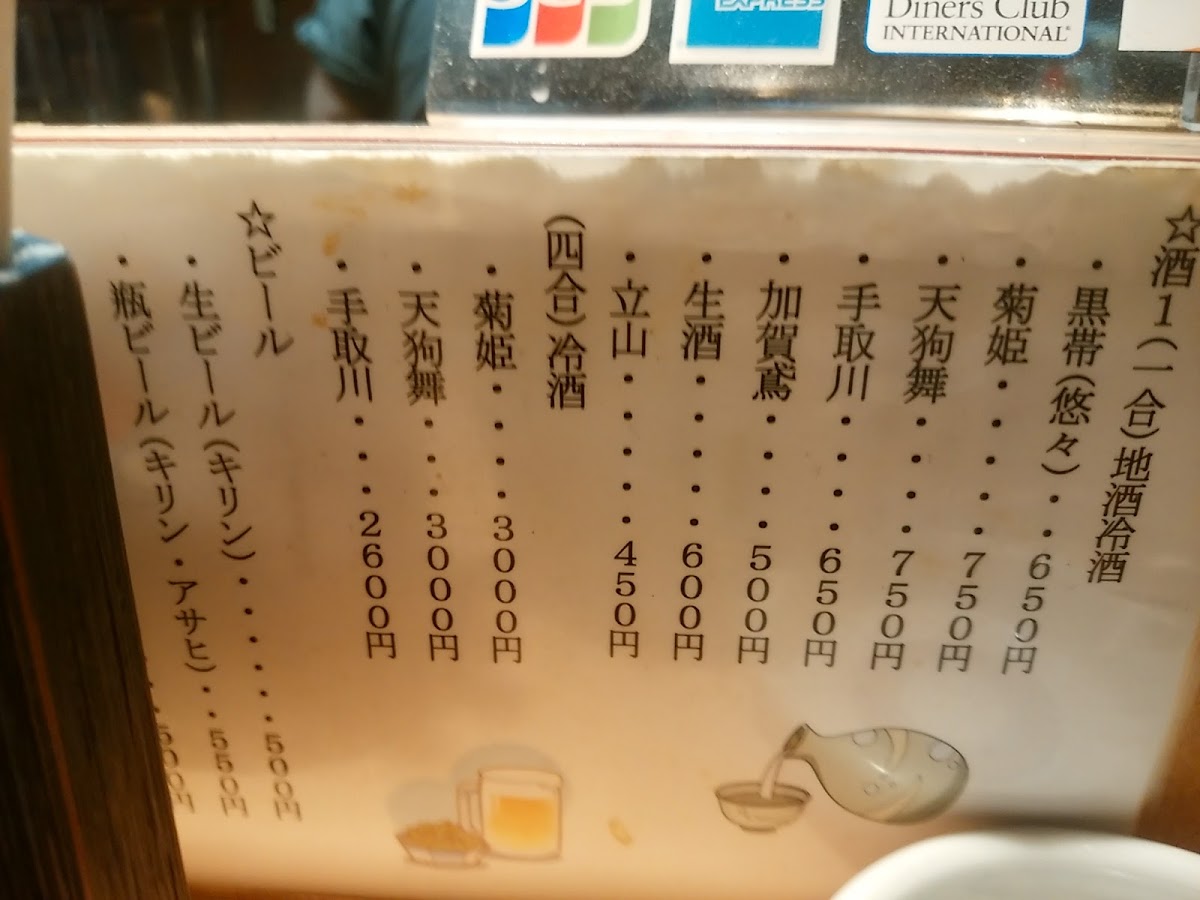 EXPRESS
Diners Club
INTERNATIONAL
☆酒1(一合)地酒冷酒
・黒帯(悠々)・・650円
・菊姫・・・・・750円
・天狗舞・・・・750円
・手取川・・・・650円
・加賀鳶・・・・500円
・生酒・・・・・600円
・立山・・・・・450円
(四合)冷酒
・菊姫・・・・3000円
・天狗舞・・・3000円
・手取川・・・2600円
☆ビール
・生ビール(キリン)・・・・・500円
・瓶ビール(キリン・アサヒ)・・550円
500円